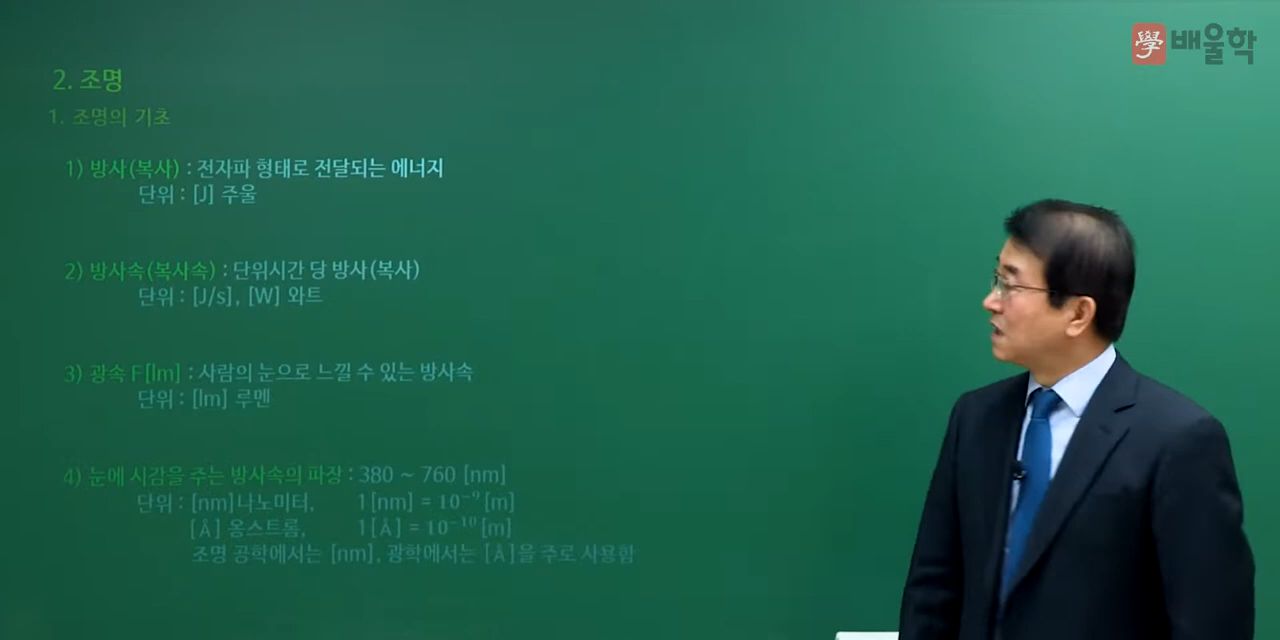 學 배울학
2. 조명
1. 조명의 기초
1) 방사(복사) : 전자파 형태로 전달되는 에너지
단위 : [J] 주울
2) 방사속(복사속) : 단위시간 당 방사(복사)
단위 : [J/s], [W] 와트
3) 광속 F[lm] : 사람의 눈으로 느낄 수 있는 방사속
단위 : [lm] 루멘
4) 눈에 시감을 주는 방사속의 파장 : 380 ~ 760 [nm]
단위 : [nm]나노미터, 1[nm] = 10⁻⁹[m]
[Å] 옹스트롬, 1[Å] = 10⁻¹⁰[m]
조명 공학에서는 [nm], 광학에서는 [Å]을 주로 사용함